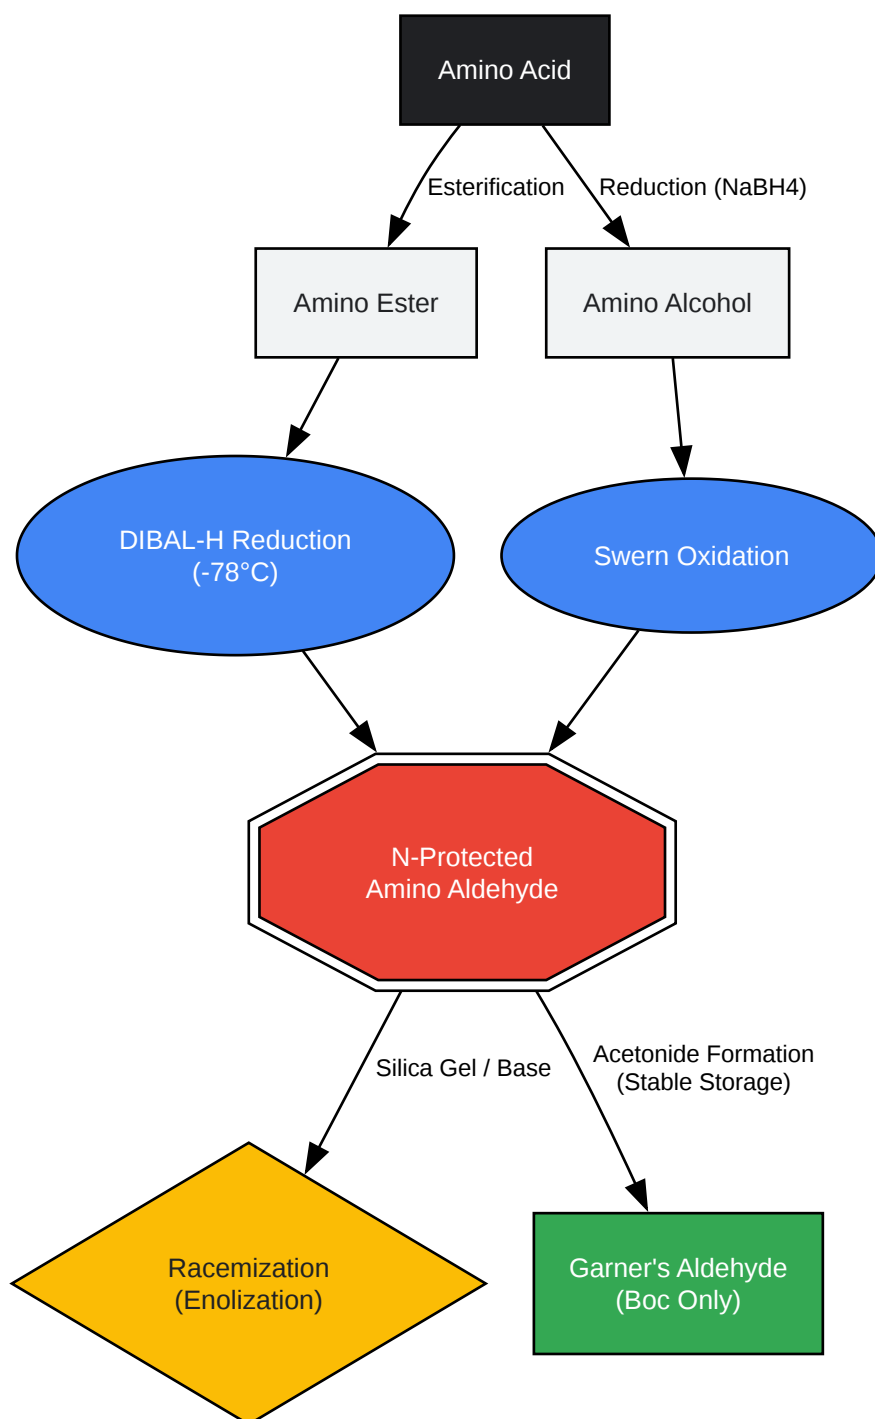 Amino Acid
Esterification
Reduction (NaBH4)
Amino Ester
Amino Alcohol
DIBAL-H Reduction
(-78°C)
Swern Oxidation
N-Protected
Amino Aldehyde
Silica Gel / Base
Acetonide Formation
(Stable Storage)
Racemization
(Enolization)
Garner's Aldehyde
(Boc Only)